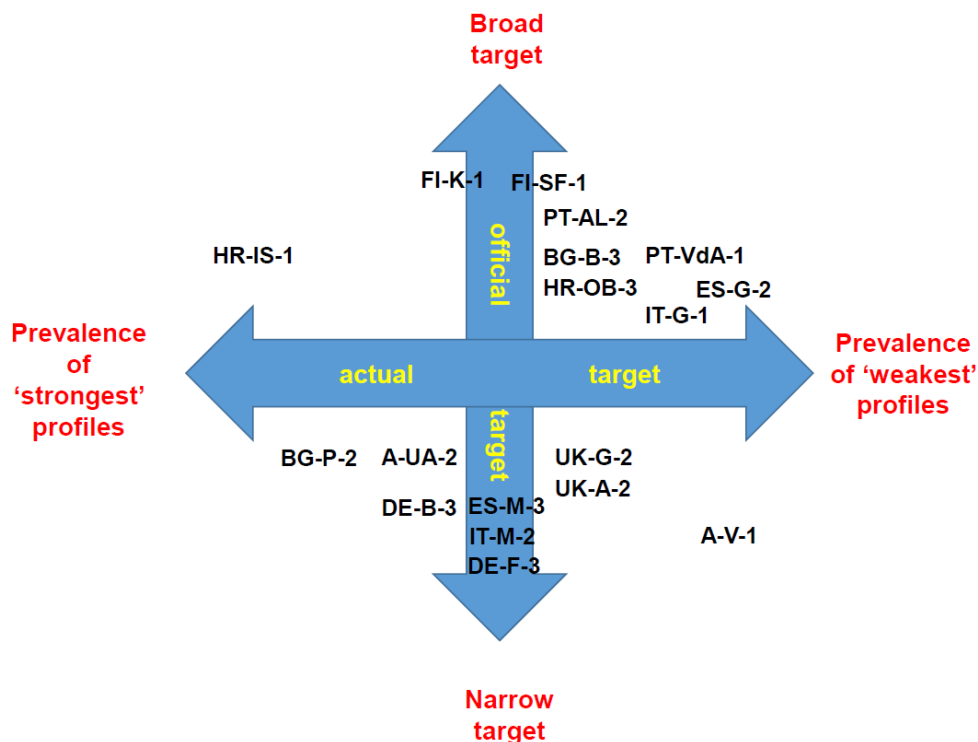 Broad
target
FI-K-1
FI-SF-1
PT-AL-2
official
HR-IS-1
BG-B-3
PT-VdA-1
HR-OB-3
ES-G-2
IT-G-1
Prevalence
of
‘strongest’
profiles
actual
target
Prevalence
of ‘weakest’
profiles
target
BG-P-2
A-UA-2
UK-G-2
UK-A-2
DE-B-3
ES-M-3
IT-M-2
A-V-1
DE-F-3
Narrow
target